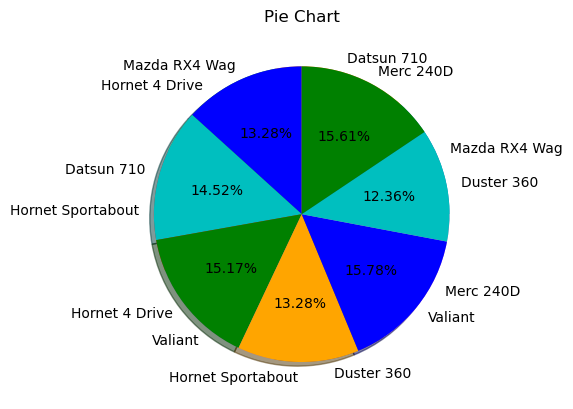 Pie Chart
Datsun 710
Mazda RX4 Wag
Merc 240D
Hornet 4 Drive
13.28%
15.61%
Mazda RX4 Wag
Datsun 710
Duster 360
14.52%
12.36%
Hornet Sportabout
15.17%
15.78%
Merc 240D
13.28%
Hornet 4 Drive
Valiant
Valiant
Duster 360
Hornet Sportabout